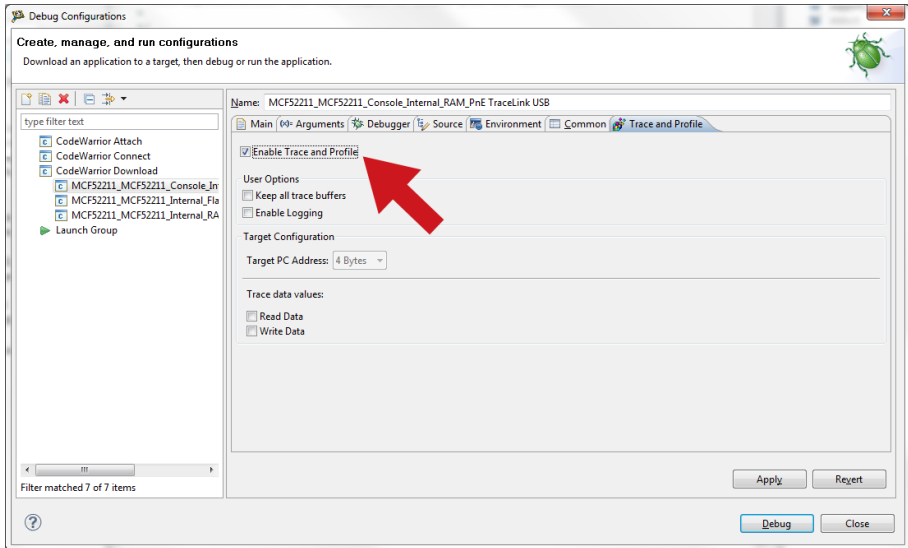 Debug Configurations
Create, manage, and run configurations
Download an application to a target, then debug or run the application.
type filter text
CodeWarrior Attach
CodeWarrior Connect
CodeWarrior Download
MCF52211_MCF52211_Console_In
MCF52211_MCF52211_Internal_Fla
MCF52211_MCF52211_Internal_RA
Launch Group
Filter matched 7 of 7 items
Name: MCF52211_MCF52211_Console_Internal_RAM_PnE TraceLink USB
Main (x)= Arguments Debugger Source Environment Common Trace and Profile
Enable Trace and Profile
User Options
Keep all trace buffers
Enable Logging
Target Configuration
Target PC Address: 4 Bytes
Trace data values:
Read Data
Write Data
Apply Revert
? Debug Close